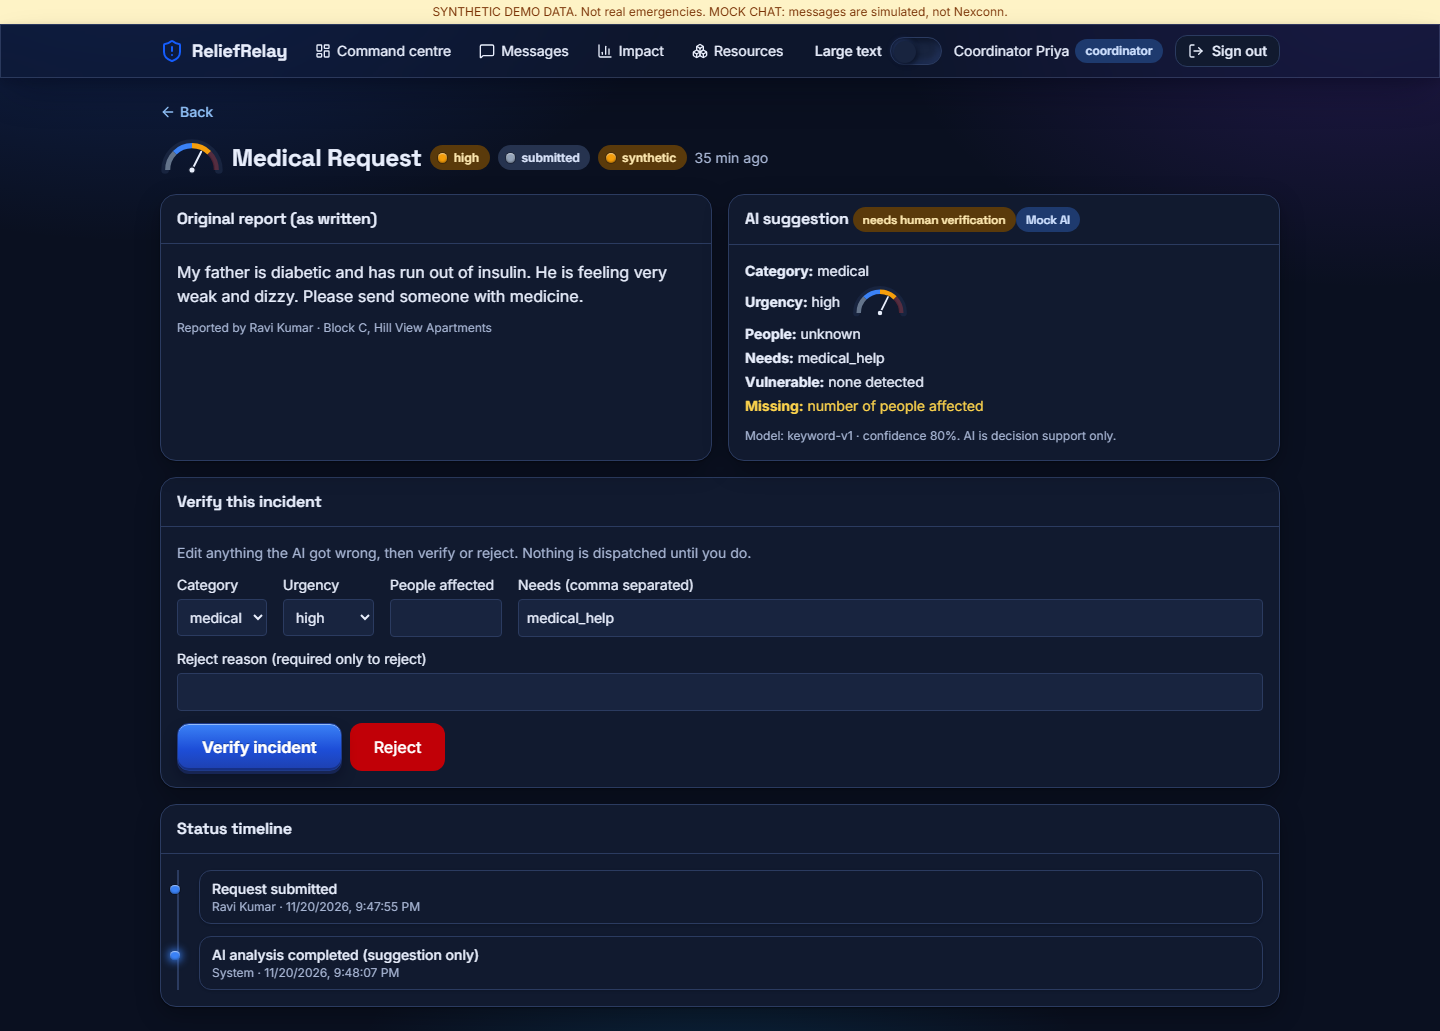 SYNTHETIC DEMO DATA. Not real emergencies. MOCK CHAT: messages are simulated, not Nexconn.
ReliefRelay Command centre Messages Impact Resources Large text Coordinator Priya coordinator Sign out
Back
Medical Request high submitted synthetic 35 min ago
Original report (as written)
My father is diabetic and has run out of insulin. He is feeling very
weak and dizzy. Please send someone with medicine.
Reported by Ravi Kumar · Block C, Hill View Apartments
AI suggestion needs human verification Mock AI
Category: medical
Urgency: high
People: unknown
Needs: medical_help
Vulnerable: none detected
Missing: number of people affected
Model: keyword-v1 · confidence 80%. AI is decision support only.
Verify this incident
Edit anything the AI got wrong, then verify or reject. Nothing is dispatched until you do.
Category Urgency People affected Needs (comma separated)
medical high medical_help
Reject reason (required only to reject)
Verify incident Reject
Status timeline
Request submitted
Ravi Kumar · 11/20/2026, 9:47:55 PM
AI analysis completed (suggestion only)
System · 11/20/2026, 9:48:07 PM